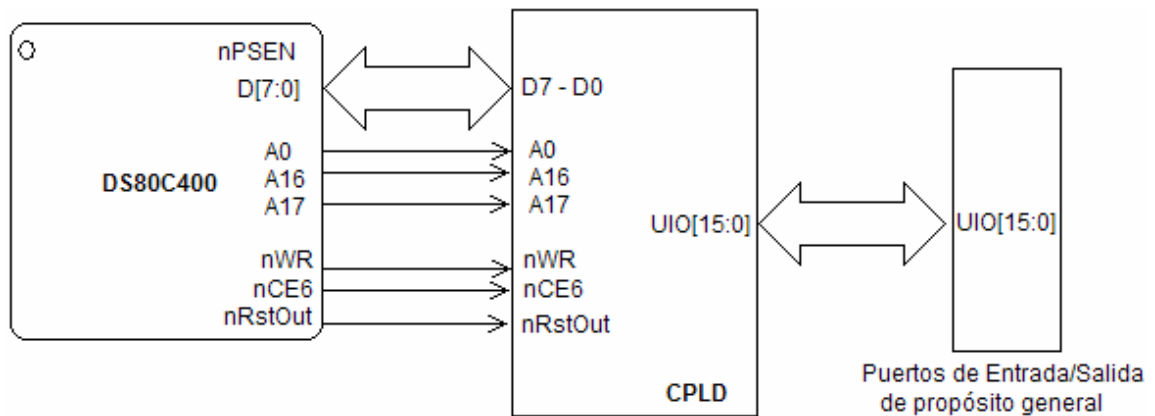 nPSEN
D[7:0]
A0
A16
A17
DS80C400
nWR
nCE6
nRstOut
D7 - D0
A0
A16
A17
UIO[15:0]
nWR
nCE6
nRstOut
CPLD
UIO[15:0]
Puertos de Entrada/Salida
de propósito general